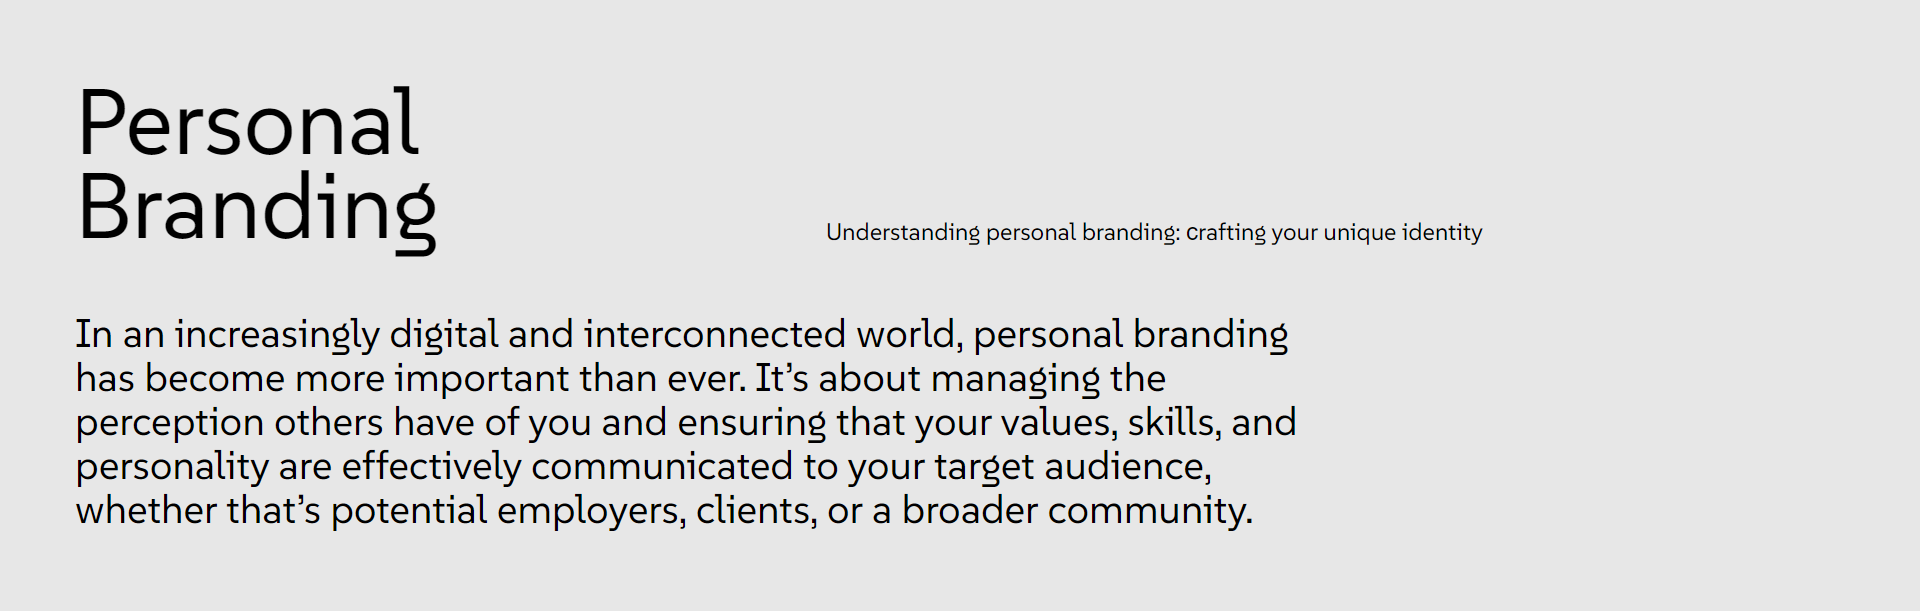 Personal
Branding
Understanding personal branding: crafting your unique identity
In an increasingly digital and interconnected world, personal branding
has become more important than ever. It’s about managing the
perception others have of you and ensuring that your values, skills, and
personality are effectively communicated to your target audience,
whether that’s potential employers, clients, or a broader community.